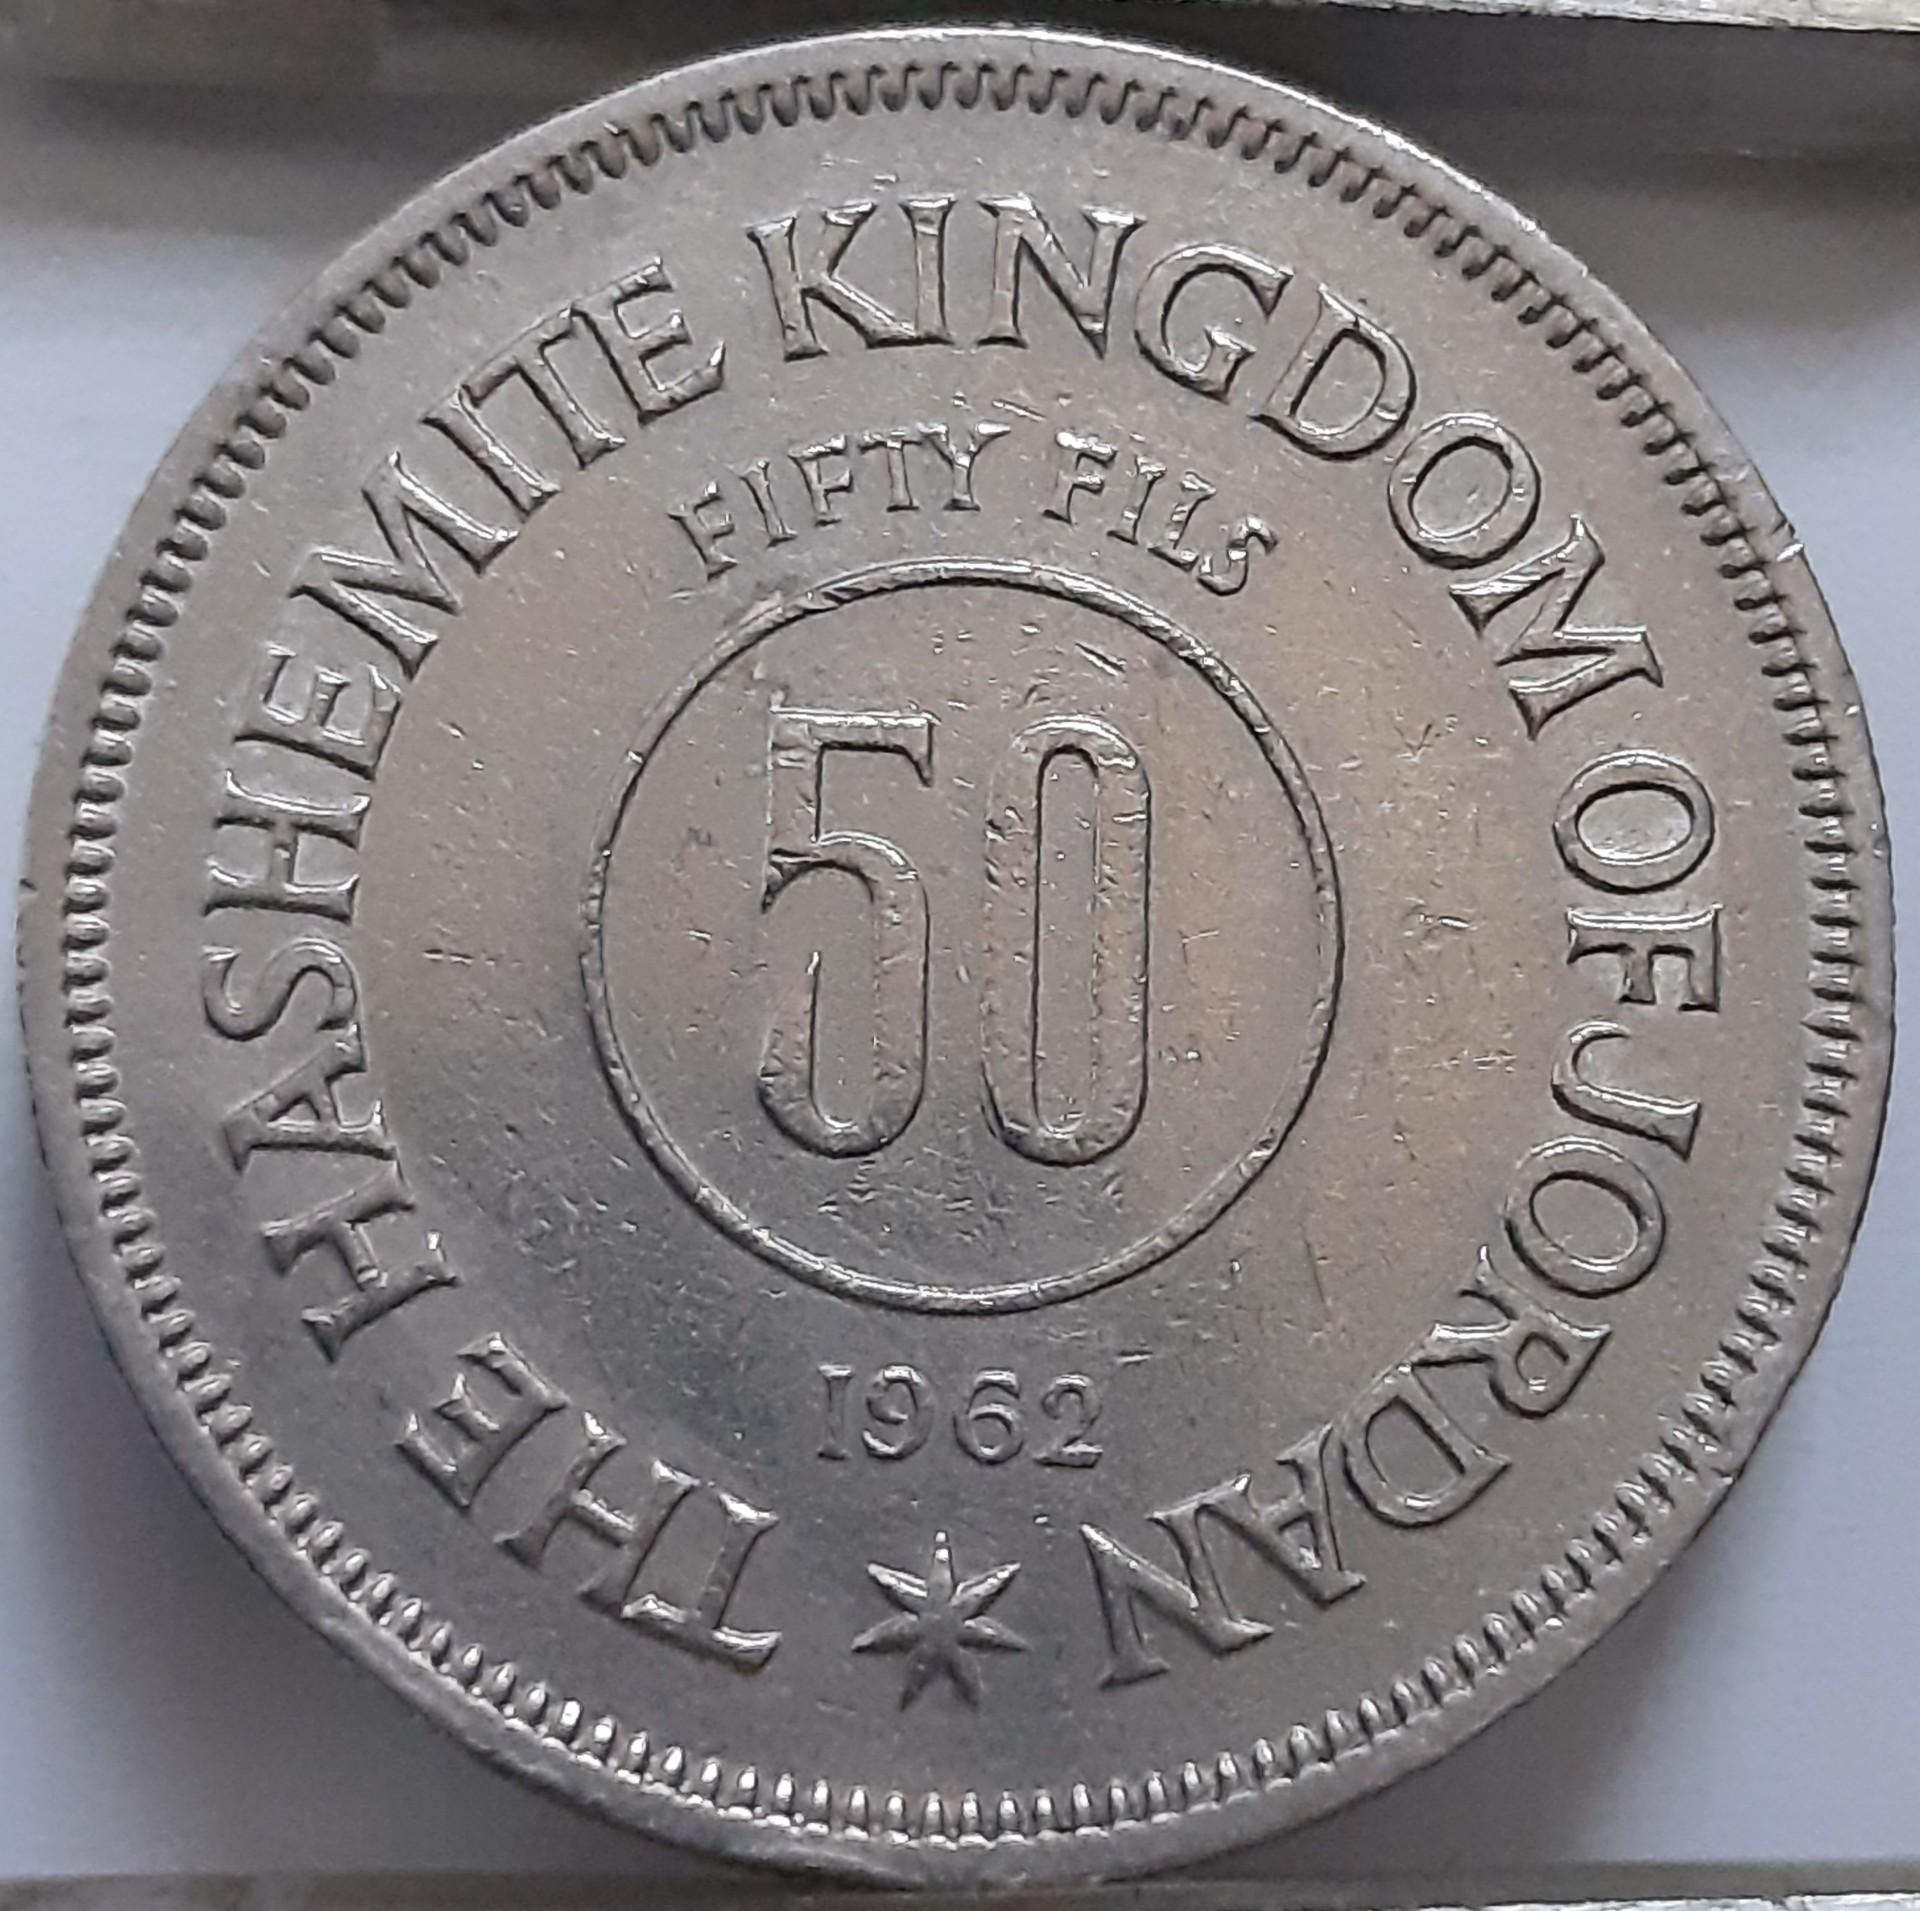 THE HASHEMITE KINGDOM OF JORDAN
FIFTY FILS
50
1962